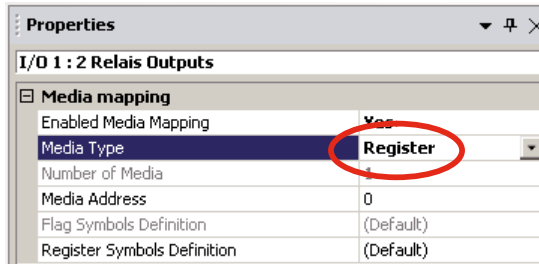 Properties
I/O 1 : 2 Relais Outputs
Media mapping
Enabled Media Mapping Yes
Media Type Register
Number of Media 1
Media Address 0
Flag Symbols Definition (Default)
Register Symbols Definition (Default)